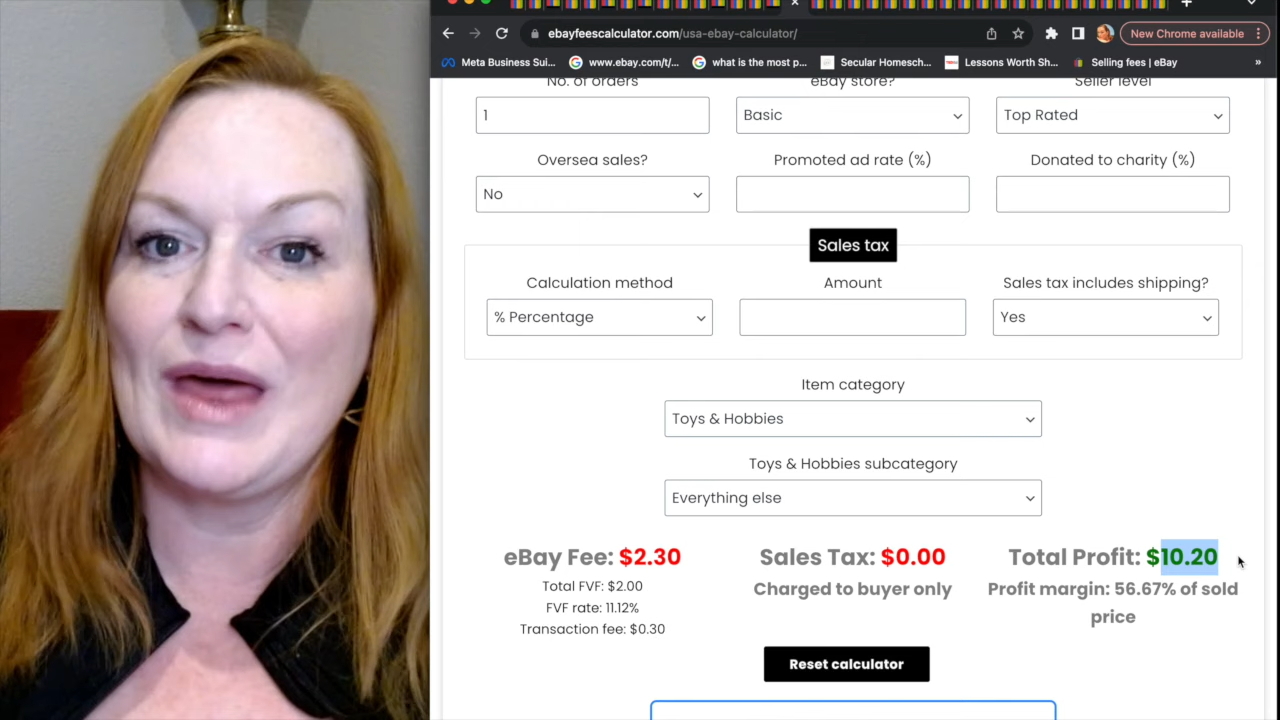 ebayfeescalculator.com/usa-ebay-calculator/
New Chrome available
Meta Business Sui... www.ebay.com/t/... what is the most p... Secular Homesch... Lessons Worth Sh... Selling fees | eBay »
No. of orders eBay store? Seller level
1 Basic Top Rated
Oversea sales? Promoted ad rate (%) Donated to charity (%)
No
Sales tax
Calculation method Amount Sales tax includes shipping?
% Percentage Yes
Item category
Toys & Hobbies
Toys & Hobbies subcategory
Everything else
eBay Fee: $2.30 Sales Tax: $0.00 Total Profit: $10.20
Total FVF: $2.00 Charged to buyer only Profit margin: 56.67% of sold
FVF rate: 11.12% price
Transaction fee: $0.30
Reset calculator